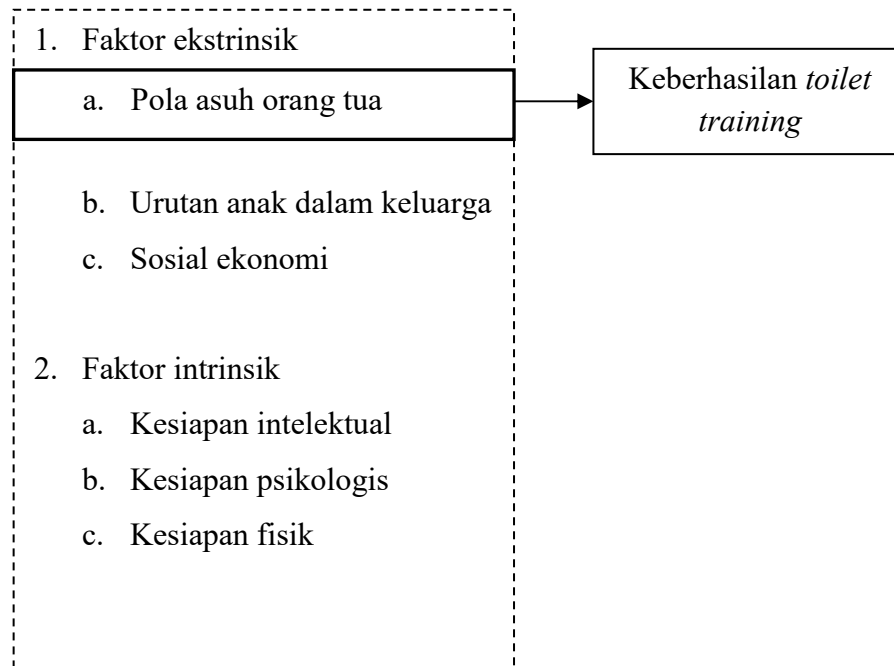 1. Faktor ekstrinsik
a. Pola asuh orang tua
Keberhasilan toilet
training
b. Urutan anak dalam keluarga
c. Sosial ekonomi
2. Faktor intrinsik
a. Kesiapan intelektual
b. Kesiapan psikologis
c. Kesiapan fisik